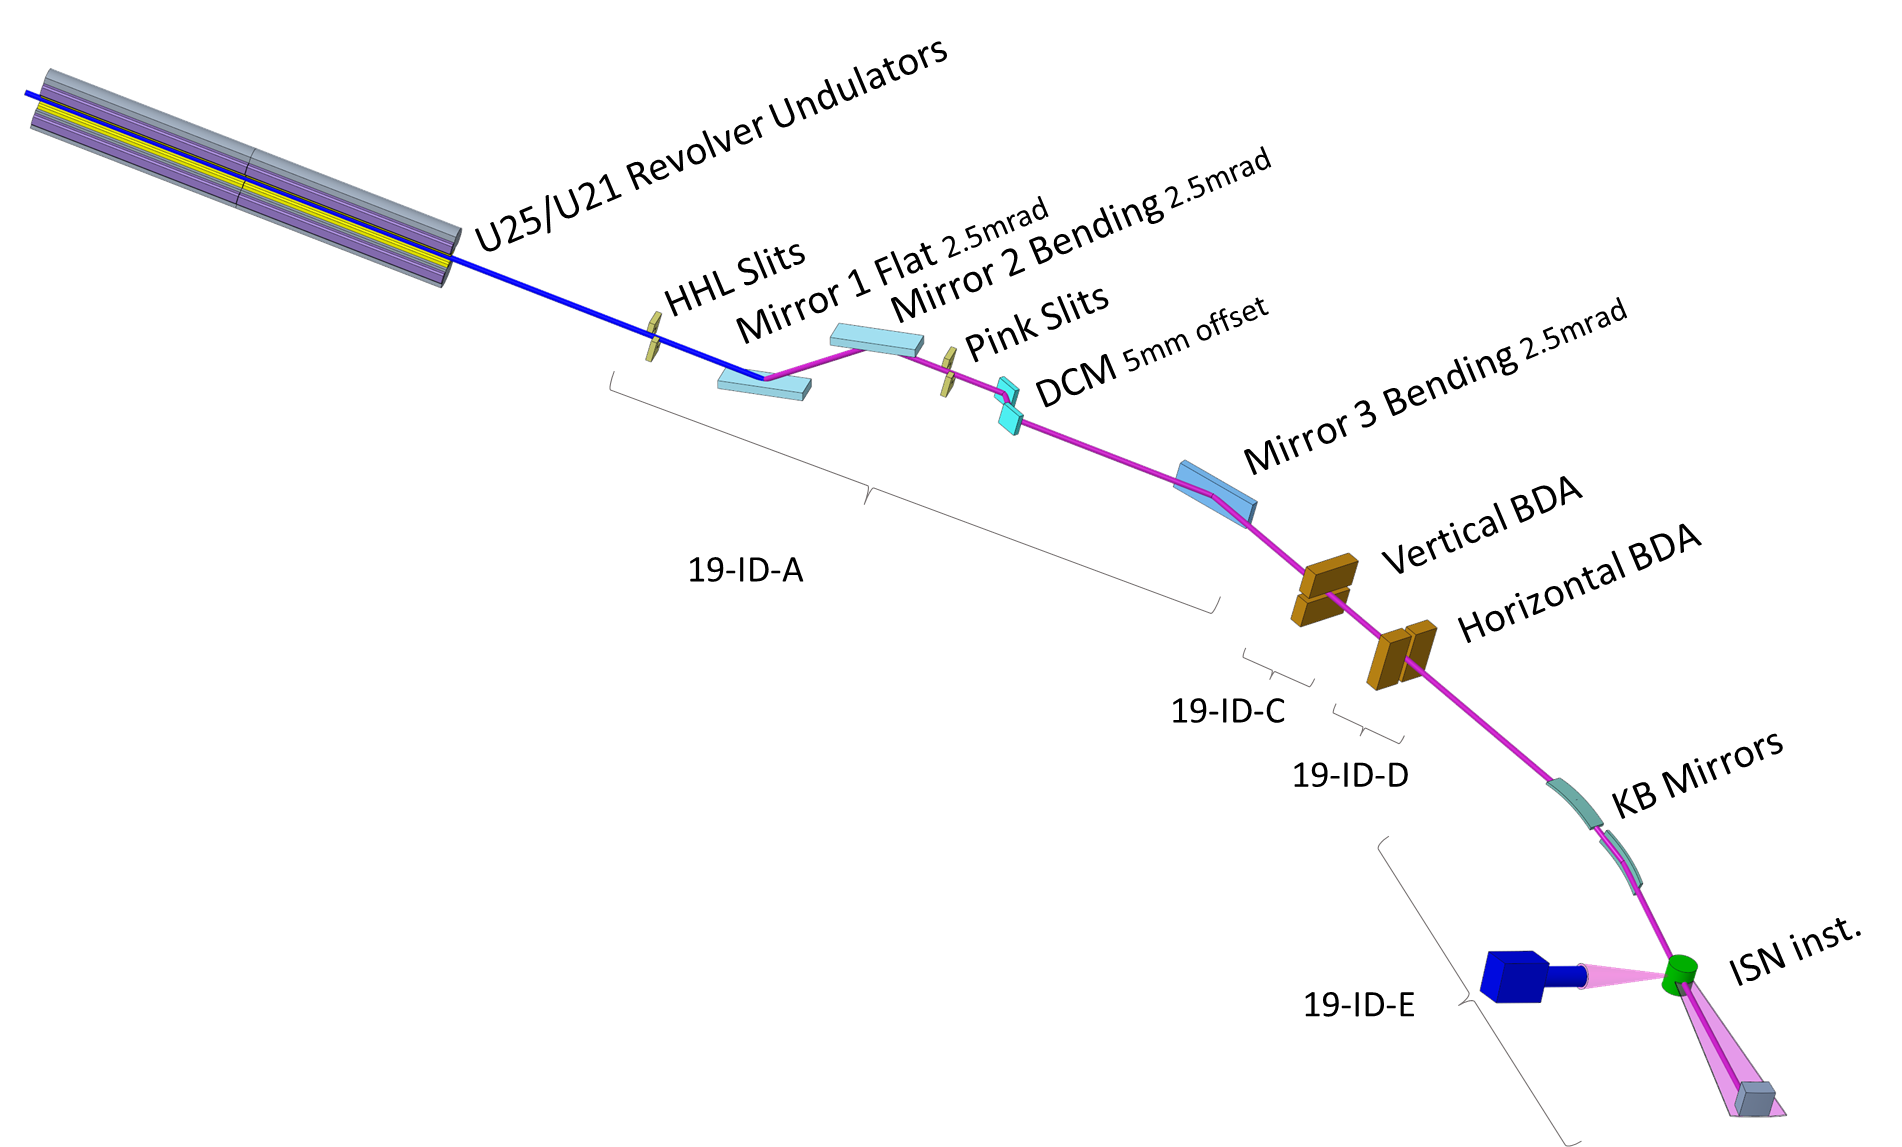 U25/U21 Revolver Undulators
HHL Slits
Mirror 1 Flat 2.5mrad
Mirror 2 Bending 2.5mrad
Pink Slits
DCM 5mm offset
Mirror 3 Bending 2.5mrad
Vertical BDA
Horizontal BDA
19-ID-A
19-ID-C
19-ID-D
KB Mirrors
ISN inst.
19-ID-E